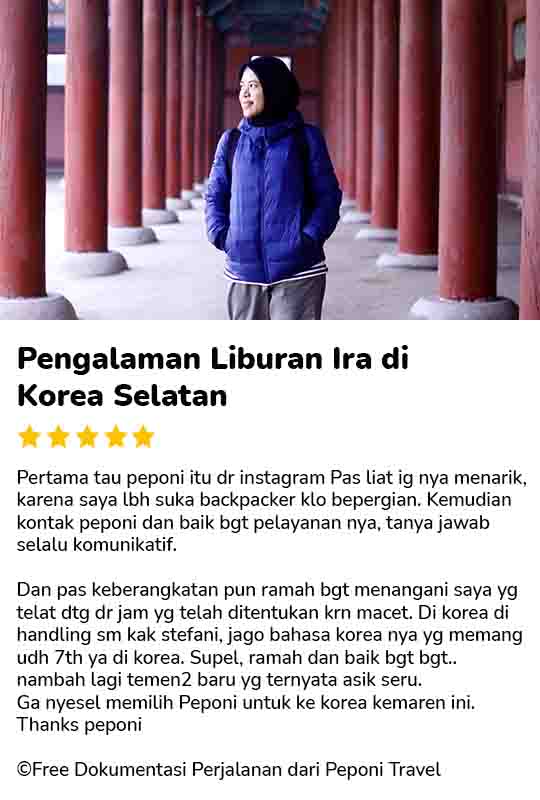 Pengalaman Liburan Ira di
Korea Selatan
Pertama tau peponi itu dr instagram Pas liat ig nya menarik,
karena saya lbh suka backpacker klo bepergian. Kemudian
kontak peponi dan baik bgt pelayanan nya, tanya jawab
selalu komunikatif.
Dan pas keberangkatan pun ramah bgt menangani saya yg
telat dtg dr jam yg telah ditentukan krn macet. Di korea di
handling sm kak stefani, jago bahasa korea nya yg memang
udh 7th ya di korea. Supel, ramah dan baik bgt bgt..
nambah lagi temen2 baru yg ternyata asik seru.
Ga nyesel memilih Peponi untuk ke korea kemaren ini.
Thanks peponi
©Free Dokumentasi Perjalanan dari Peponi Travel